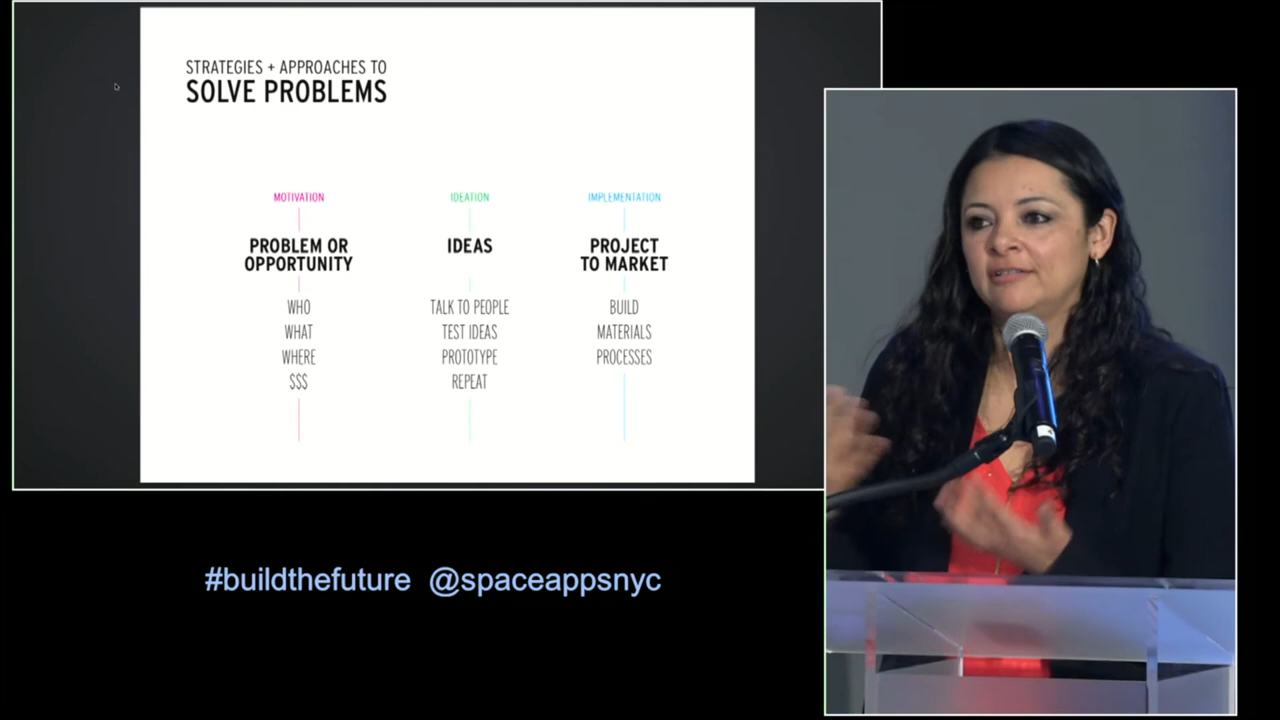 STRATEGIES + APPROACHES TO
SOLVE PROBLEMS
MOTIVATION
PROBLEM OR
OPPORTUNITY
WHO
WHAT
WHERE
$$$
IDEATION
IDEAS
TALK TO PEOPLE
TEST IDEAS
PROTOTYPE
REPEAT
IMPLEMENTATION
PROJECT
TO MARKET
BUILD
MATERIALS
PROCESSES
#buildthefuture @spaceappsnyc